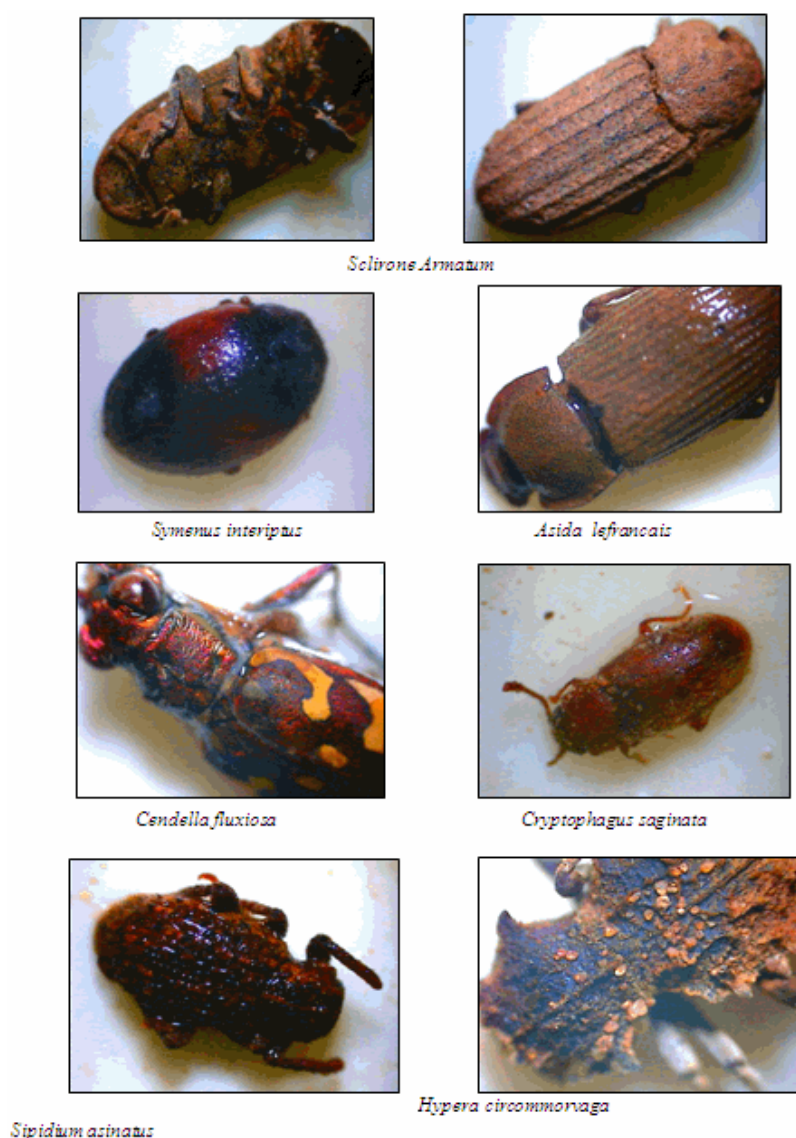 Sclirone Armatum
Symenus interiptus
Asida lefrancais
Cendella fluxiosa
Cryptophagus saginata
Hypera circommorvaga
Sipidium asinatus